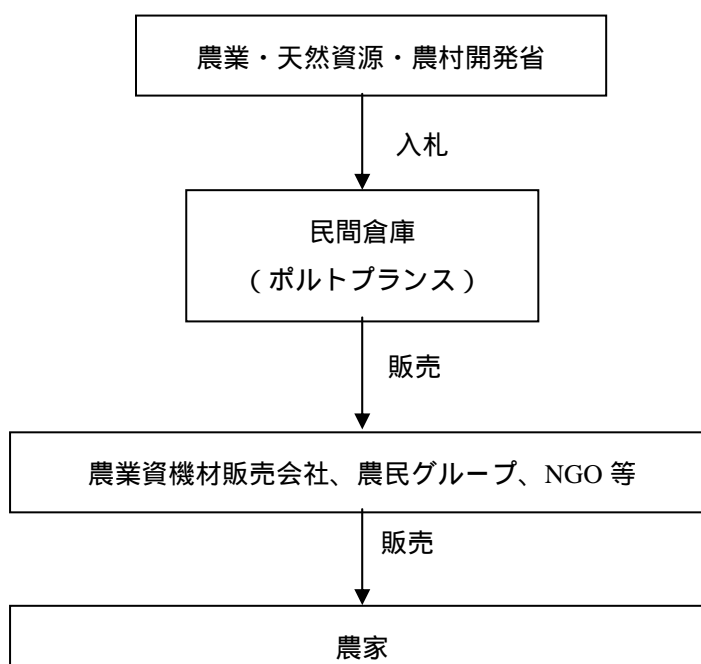 農業・天然資源・農村開発省
入札
民間倉庫
（ポルトプランス）
販売
農業資機材販売会社、農民グループ、NGO 等
販売
農家